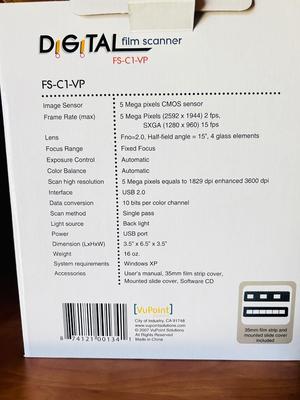 DIGITAL film scanner
FS-C1-VP
FS-C1-VP
Image Sensor 5 Mega pixels CMOS sensor
Frame Rate (max) 5 Mega Pixels (2592 x 1944) 2 fps,
SXGA (1280 x 960) 15 fps
Lens Fno=2.0, Half-field angle = 15°, 4 glass elements
Focus Range Fixed Focus
Exposure Control Automatic
Color Balance Automatic
Scan high resolution 5 Mega pixels equals to 1829 dpi enhanced 3600 dpi
Interface USB 2.0
Data conversion 10 bits per color channel
Scan method Single pass
Light source Back light
Power USB port
Dimension (LxHxW) 3.5" x 6.5" x 3.5"
Weight 16 oz.
System requirements Windows XP
Accessories User's manual, 35mm film strip cover,
Mounted slide cover, Software CD
8 74121 00134 1
[VuPoint]
City of Industry, CA 91748
www.vupointsolutions.com
© 2007 VuPoint Solutions
Made in China
35mm film strip and
mounted slide cover
included